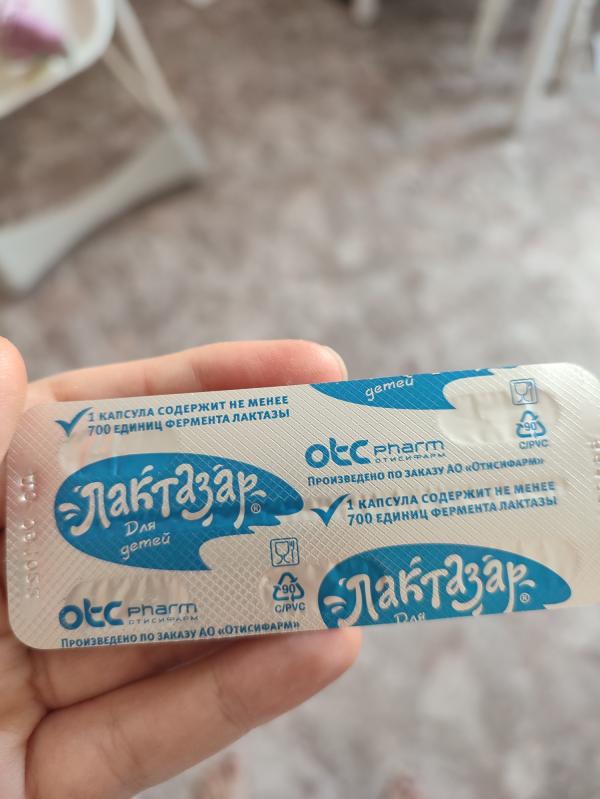 детей
1 КАПСУЛА СОДЕРЖИТ НЕ МЕНЕЕ
700 ЕДИНИЦ ФЕРМЕНТА ЛАКТАЗЫ
90
C/PVC
OTC pharm
ОТИСИФАРМ
ПРОИЗВЕДЕНО ПО ЗАКАЗУ АО «ОТИСИФАРМ»
Лактазар®
Для
детей
1 КАПСУЛА СОДЕРЖИТ НЕ МЕНЕЕ
700 ЕДИНИЦ ФЕРМЕНТА ЛАКТАЗЫ
OTC pharm
ОТИСИФАРМ
ПРОИЗВЕДЕНО ПО ЗАКАЗУ АО «ОТИСИФАРМ»
90
C/PVC
Лактазар®
Для